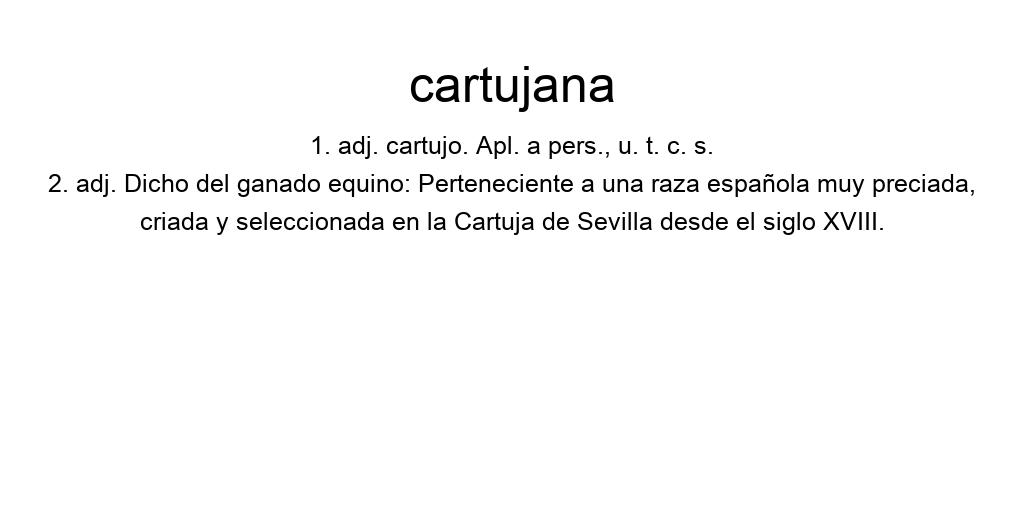 cartujana
1. adj. cartujo. Apl. a pers., u. t. c. s.
2. adj. Dicho del ganado equino: Perteneciente a una raza española muy preciada,
criada y seleccionada en la Cartuja de Sevilla desde el siglo XVIII.